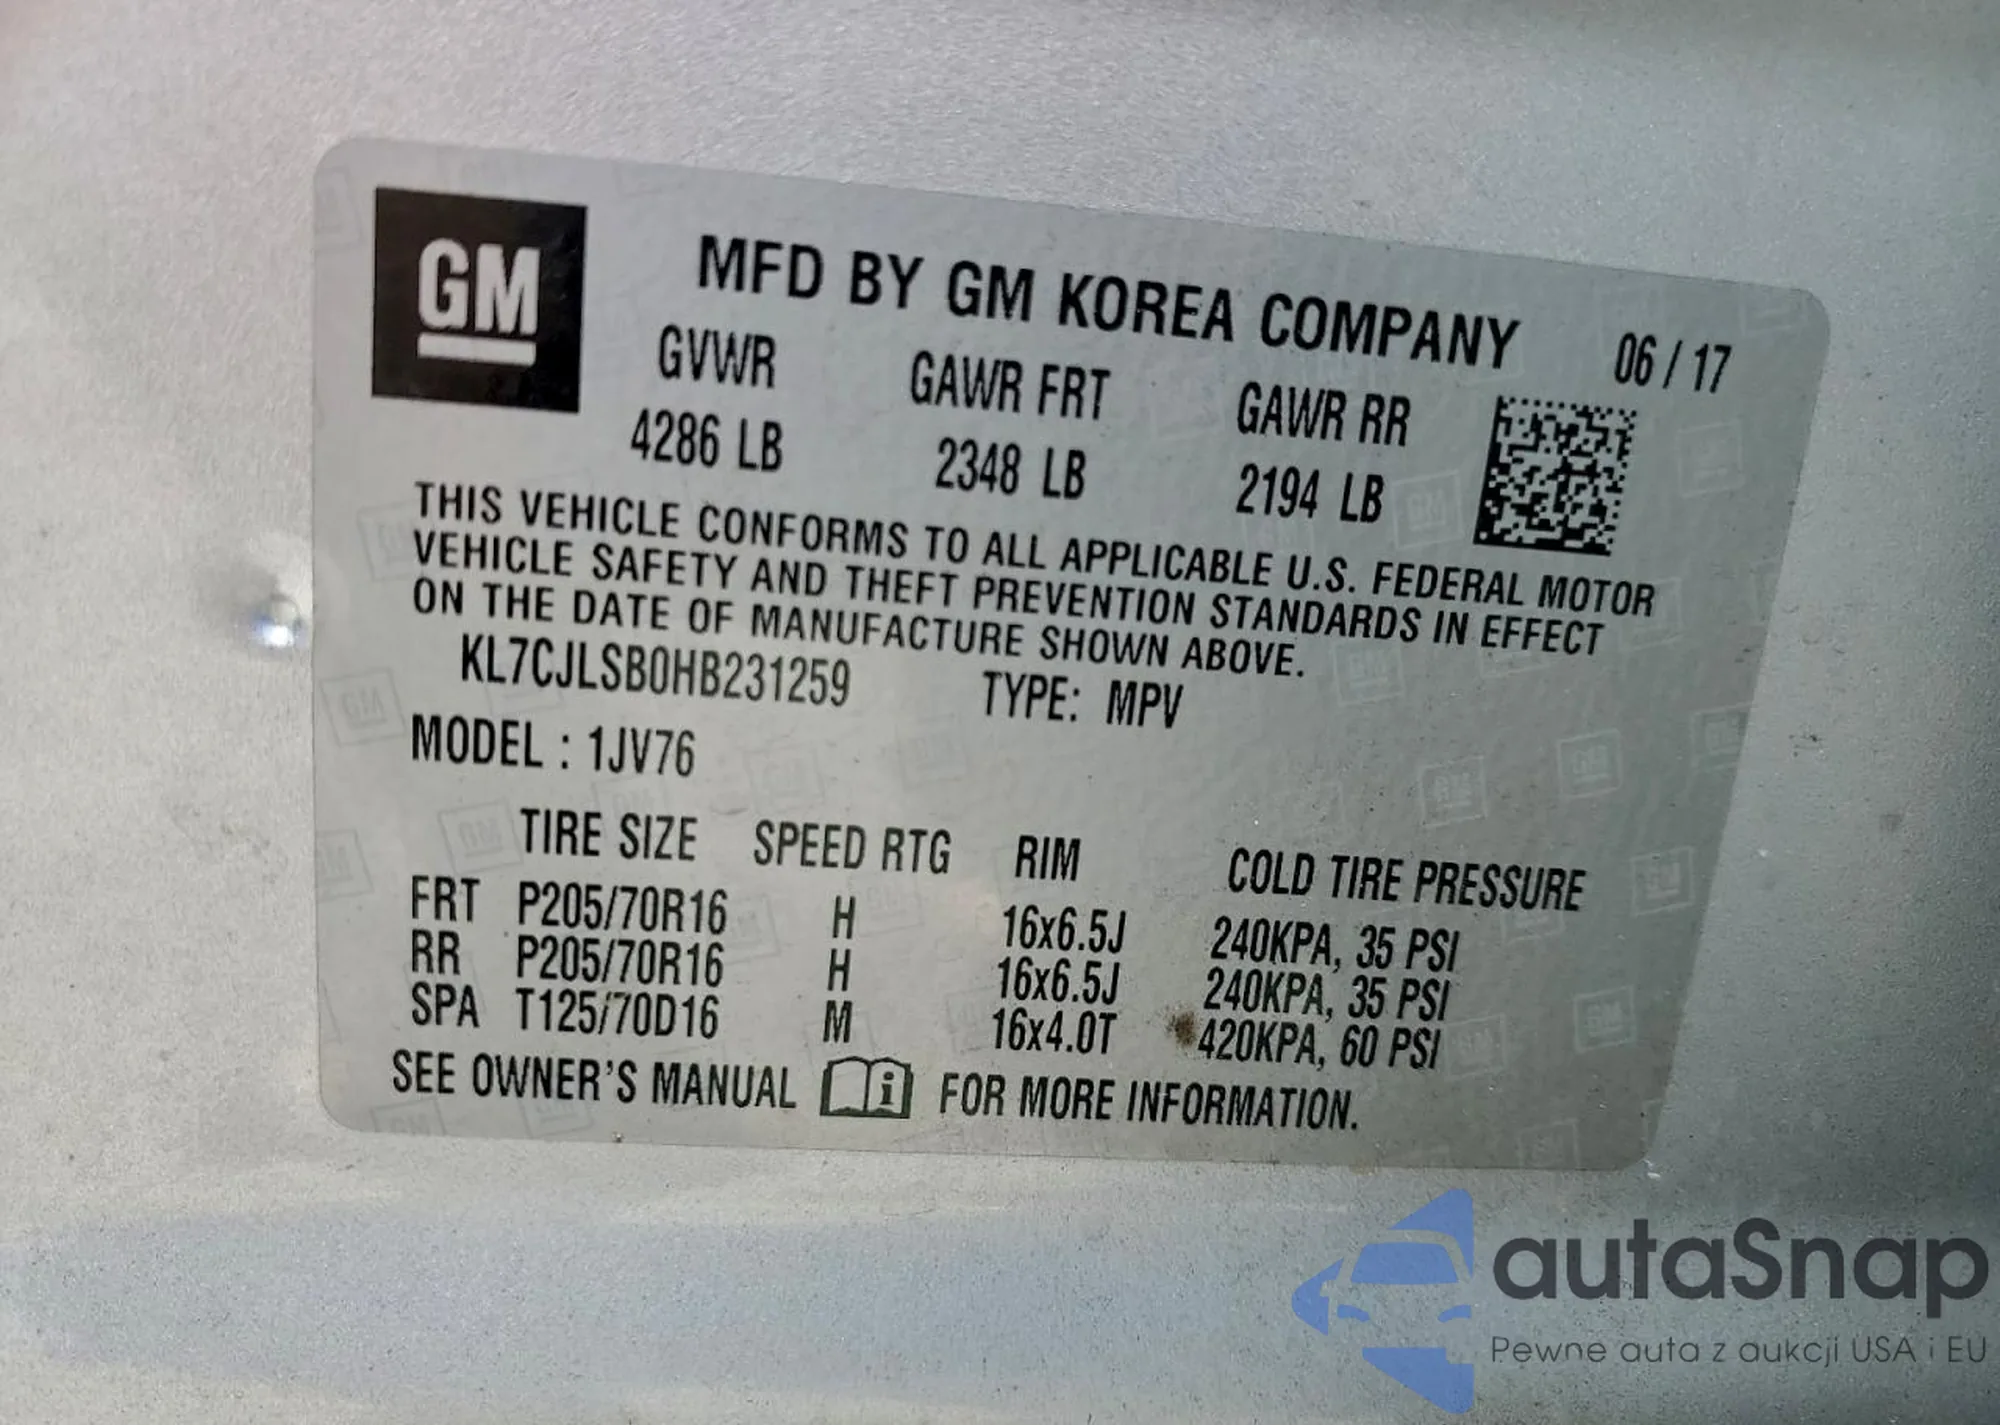 GM
MFD BY GM KOREA COMPANY 06 / 17
GVWR GAWR FRT GAWR RR
4286 LB 2348 LB 2194 LB
THIS VEHICLE CONFORMS TO ALL APPLICABLE U.S. FEDERAL MOTOR
VEHICLE SAFETY AND THEFT PREVENTION STANDARDS IN EFFECT
ON THE DATE OF MANUFACTURE SHOWN ABOVE.
KL7CJLSB0HB231259 TYPE: MPV
MODEL : 1JV76
TIRE SIZE SPEED RTG RIM COLD TIRE PRESSURE
FRT P205/70R16 H 16x6.5J 240KPA, 35 PSI
RR P205/70R16 H 16x6.5J 240KPA, 35 PSI
SPA T125/70D16 M 16x4.0T 420KPA, 60 PSI
SEE OWNER'S MANUAL i FOR MORE INFORMATION.
autaSnap
Pewne auta z aukcji USA i EU